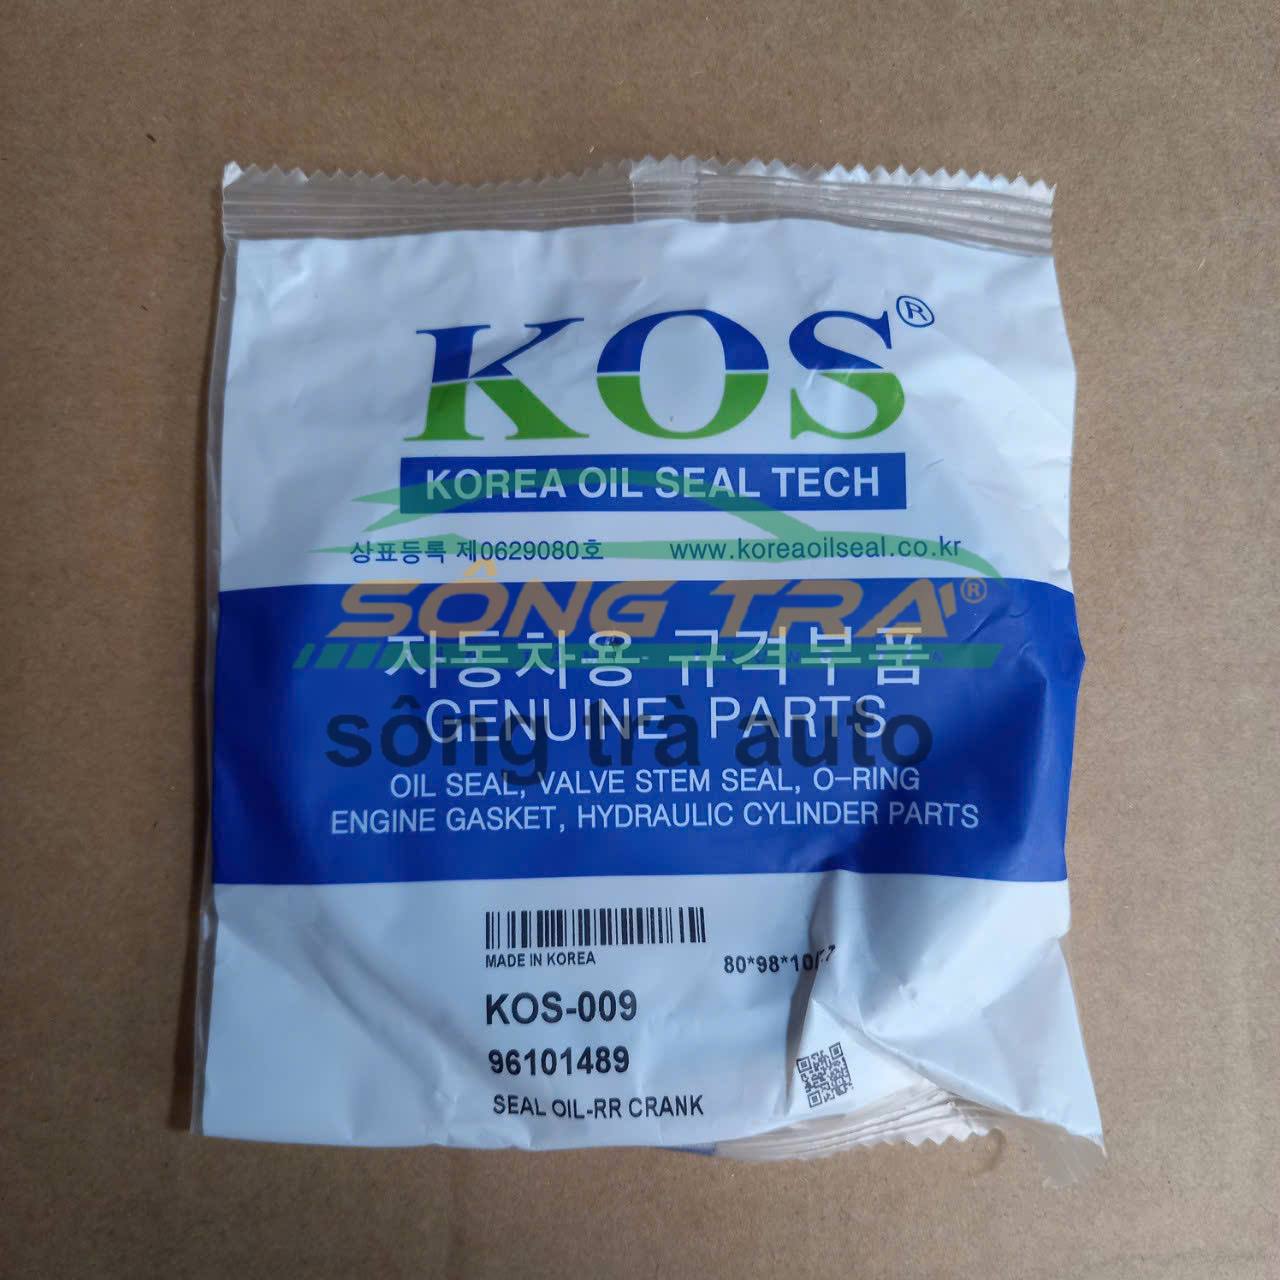 KOS®
KOREA OIL SEAL TECH
상표등록 제0629080호 www.koreaoilseal.co.kr
SÔNG TRÀ®
자동차용 규격부품
sông trà auto
GENUINE PARTS
OIL SEAL, VALVE STEM SEAL, O-RING
ENGINE GASKET, HYDRAULIC CYLINDER PARTS
MADE IN KOREA
80*98*10
KOS-009
96101489
SEAL OIL-RR CRANK